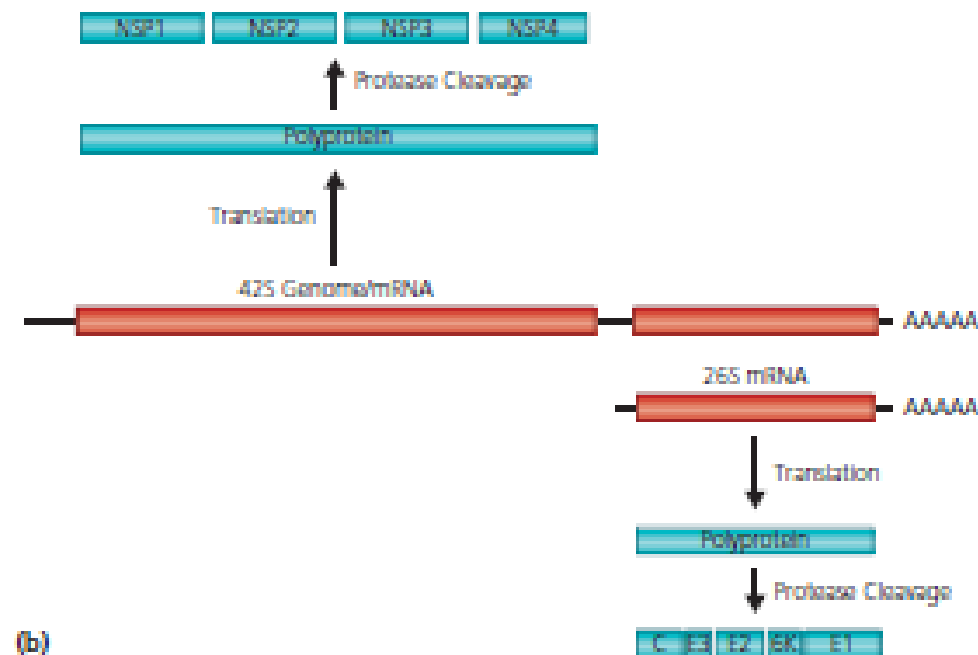 NSP1 NSP2 NSP3 NSP4
Protease Cleavage
Polyprotein
Translation
42S Genome/mRNA
AAAAA
26S mRNA
AAAAA
Translation
Polyprotein
Protease Cleavage
(b)
C E3 E2 6K E1